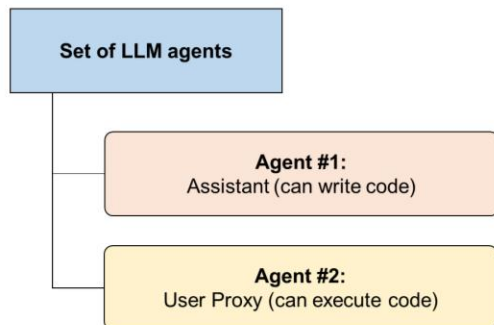 Set of LLM agents
Agent #1:
Assistant (can write code)
Agent #2:
User Proxy (can execute code)